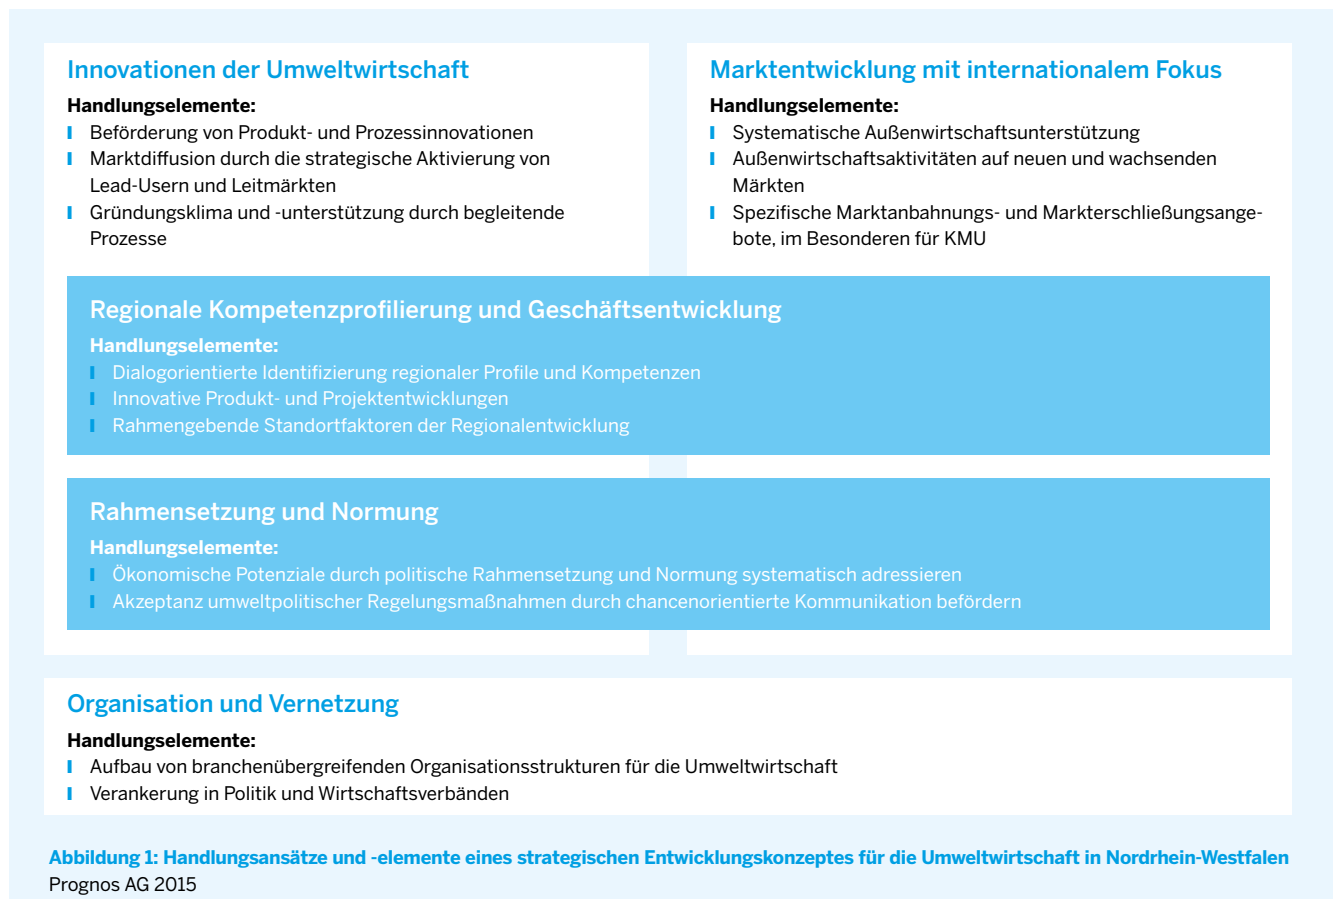 Innovationen der Umweltwirtschaft
Handlungselemente:
Beförderung von Produkt- und Prozessinnovationen
Marktdiffusion durch die strategische Aktivierung von
Lead-Usern und Leitmärkten
Gründungsklima und -unterstützung durch begleitende
Prozesse
Marktentwicklung mit internationalem Fokus
Handlungselemente:
Systematische Außenwirtschaftsunterstützung
Außenwirtschaftsaktivitäten auf neuen und wachsenden
Märkten
Spezifische Marktanbahnungs- und Markterschließungsange-
bote, im Besonderen für KMU
Regionale Kompetenzprofilierung und Geschäftsentwicklung
Handlungselemente:
Dialogorientierte Identifizierung regionaler Profile und Kompetenzen
Innovative Produkt- und Projektentwicklungen
Rahmengebende Standortfaktoren der Regionalentwicklung
Rahmensetzung und Normung
Handlungselemente:
Ökonomische Potenziale durch politische Rahmensetzung und Normung systematisch adressieren
Akzeptanz umweltpolitischer Regelungsmaßnahmen durch chancenorientierte Kommunikation befördern
Organisation und Vernetzung
Handlungselemente:
Aufbau von branchenübergreifenden Organisationsstrukturen für die Umweltwirtschaft
Verankerung in Politik und Wirtschaftsverbänden
Abbildung 1: Handlungsansätze und -elemente eines strategischen Entwicklungskonzeptes für die Umweltwirtschaft in Nordrhein-Westfalen
Prognos AG 2015